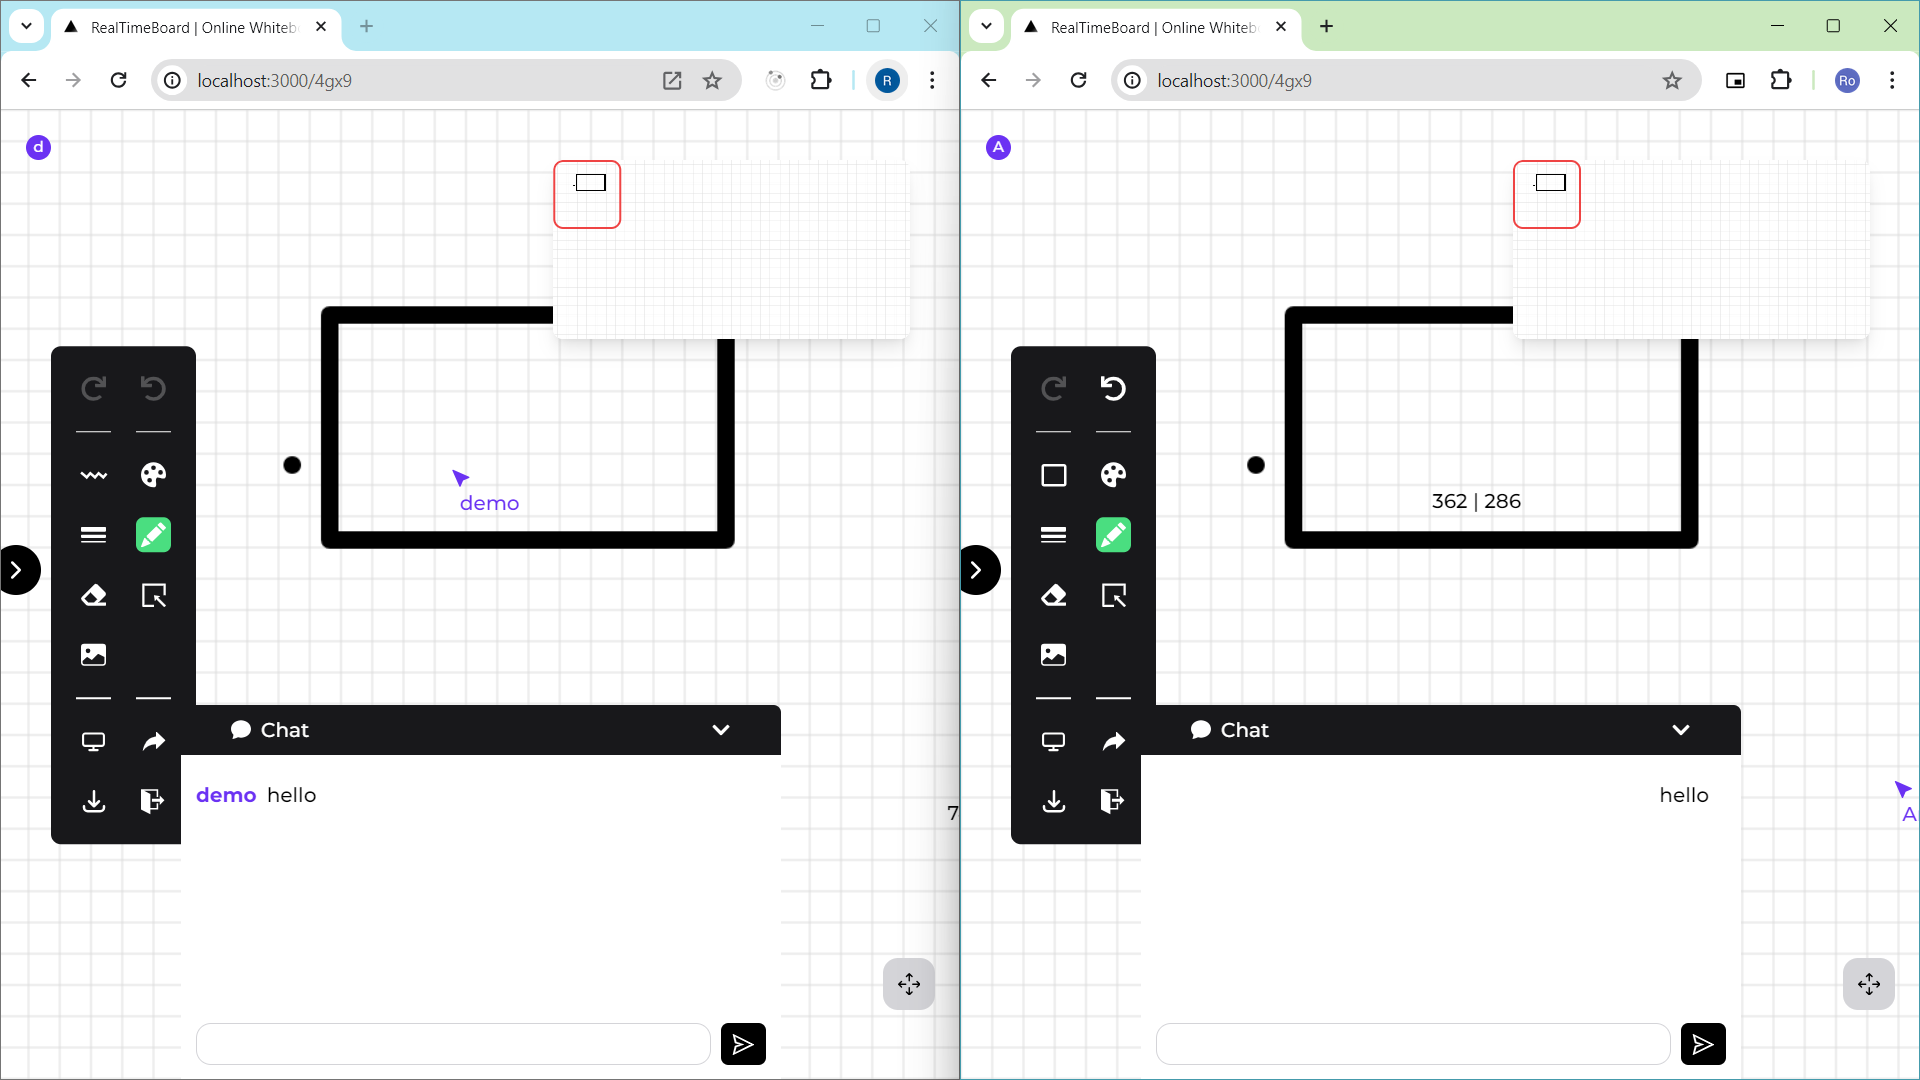 RealTimeBoard | Online Whiteb
localhost:3000/4gx9
R
d
demo
Chat
demo hello
7
RealTimeBoard | Online Whiteb
localhost:3000/4gx9
Ro
A
362 | 286
Chat
hello
A